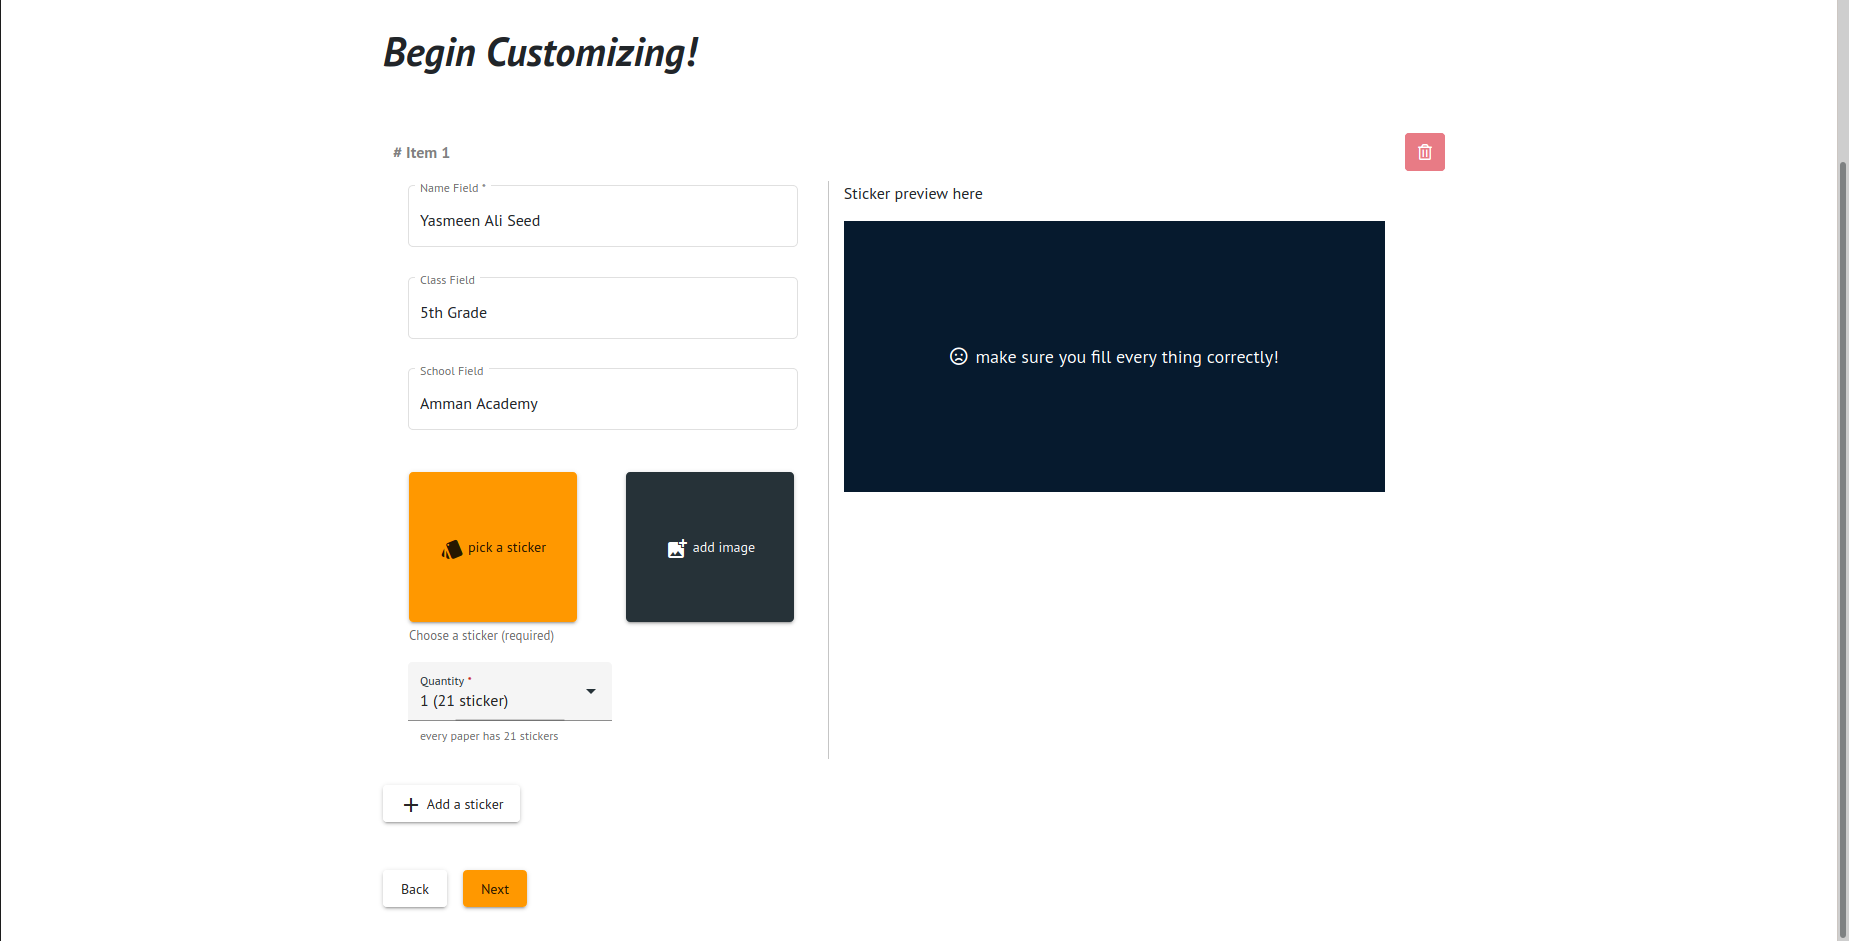 Begin Customizing!
# Item 1
Name Field *
Yasmeen Ali Seed
Class Field
5th Grade
School Field
Amman Academy
pick a sticker
add image
Choose a sticker (required)
Quantity *
1 (21 sticker)
every paper has 21 stickers
Sticker preview here
make sure you fill every thing correctly!
Add a sticker
Back
Next